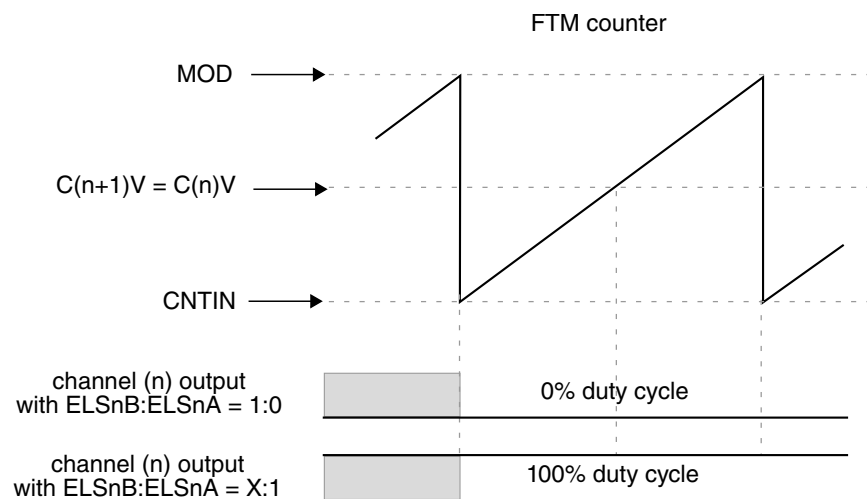 FTM counter
MOD
C(n+1)V = C(n)V
CNTIN
channel (n) output
with ELSnB:ELSnA = 1:0
0% duty cycle
channel (n) output
with ELSnB:ELSnA = X:1
100% duty cycle